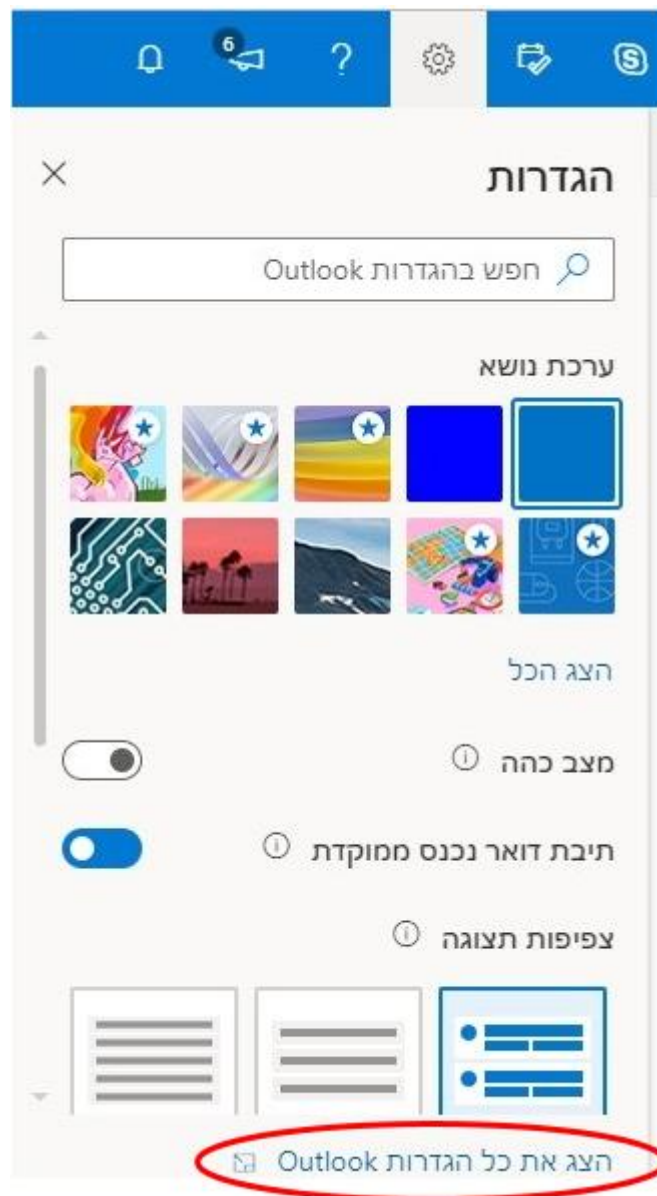 6
הגדרות
חפש בהגדרות Outlook
ערכת נושא
הצג הכל
מצב כהה
תיבת דואר נכנס ממוקדת
צפיפות תצוגה
הצג את כל הגדרות Outlook